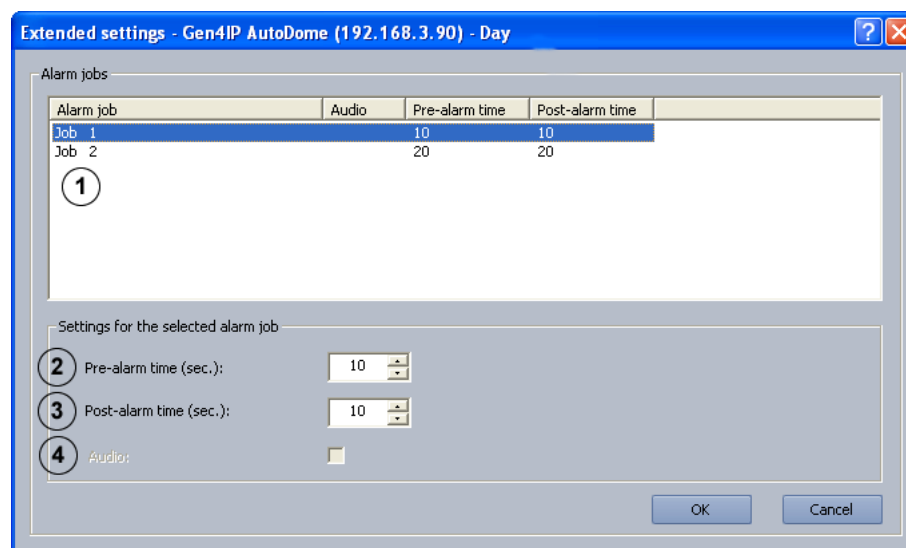 Extended settings - Gen4IP AutoDome (192.168.3.90) - Day
Alarm jobs
Alarm job Audio Pre-alarm time Post-alarm time
Job 1 10 10
Job 2 20 20
1
Settings for the selected alarm job
2 Pre-alarm time (sec.): 10
3 Post-alarm time (sec.): 10
4 Audio:
OK Cancel